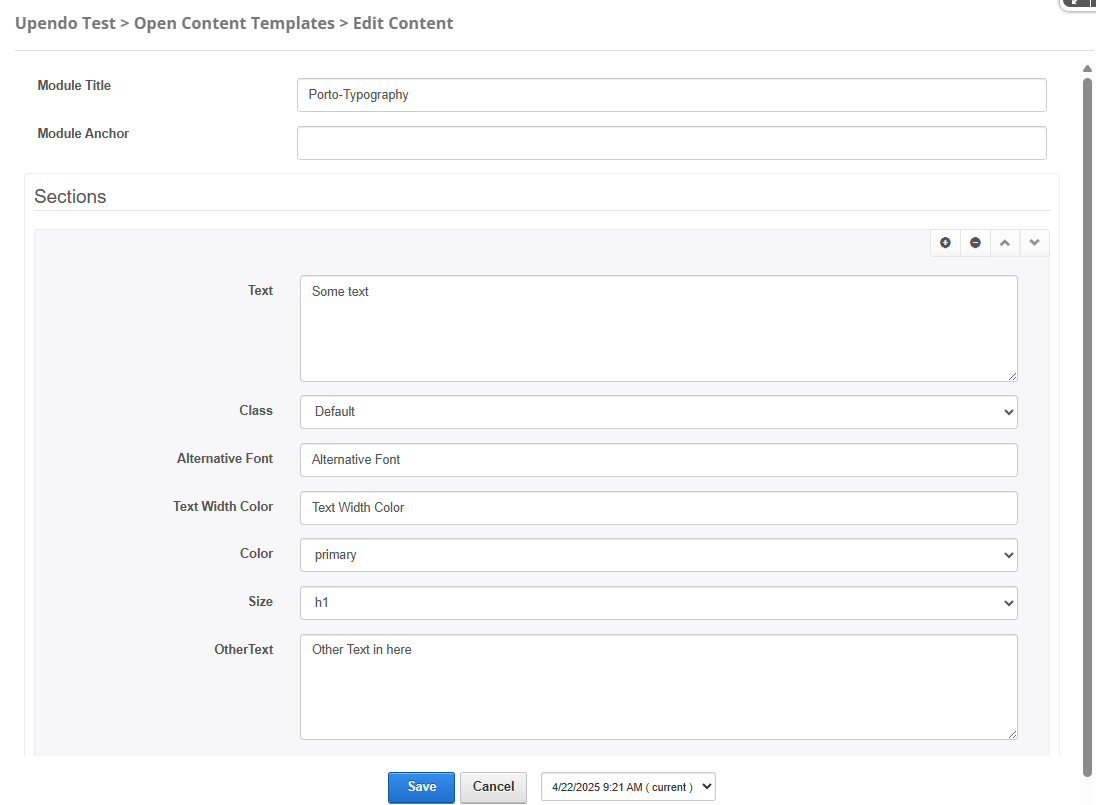 Upendo Test > Open Content Templates > Edit Content
Module Title
Porto-Typography
Module Anchor
Sections
Text
Some text
Class
Default
Alternative Font
Alternative Font
Text Width Color
Text Width Color
Color
primary
Size
h1
OtherText
Other Text in here
Save
Cancel
4/22/2025 9:21 AM ( current )